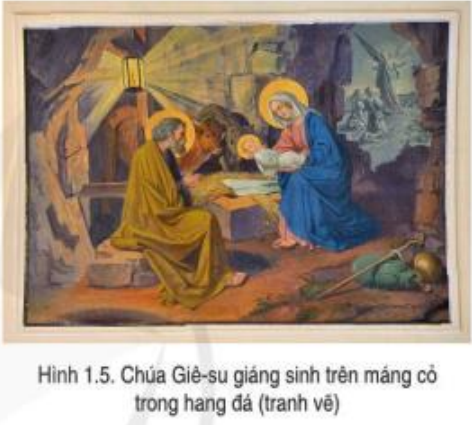 Hình 1.5. Chúa Giê-su giáng sinh trên máng cỏ
trong hang đá (tranh vẽ)